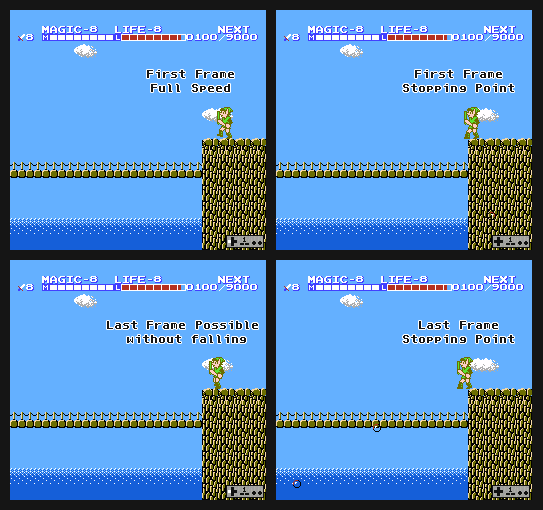 MAGIC-8 LIFE-8 NEXT
8 M L 0100/9000
First Frame
Full Speed
MAGIC-8 LIFE-8 NEXT
8 M L 0100/9000
First Frame
Stopping Point
MAGIC-8 LIFE-8 NEXT
8 M L 0100/9000
Last Frame Possible
without falling
MAGIC-8 LIFE-8 NEXT
8 M L 0100/9000
Last Frame
Stopping Point